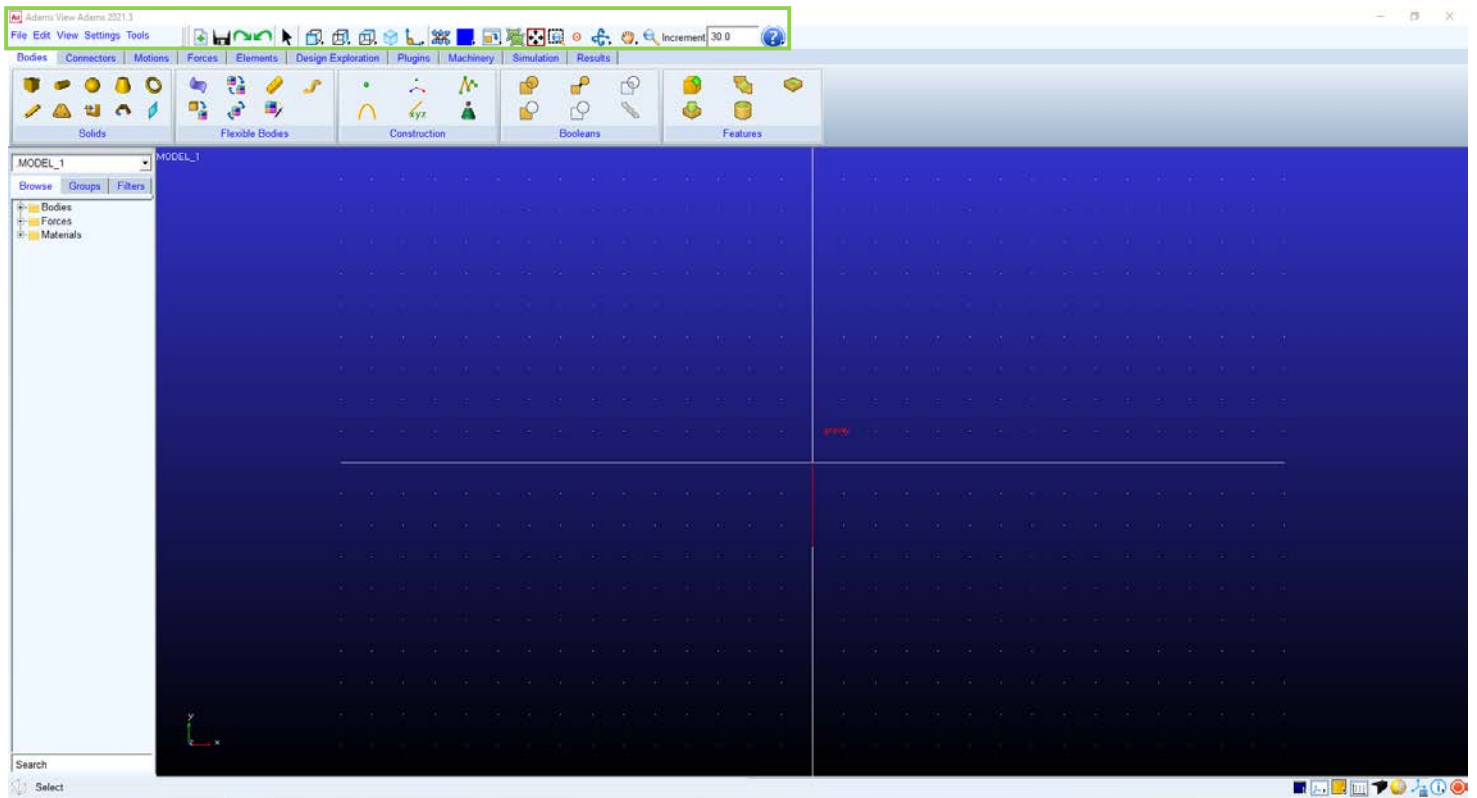 Adams View Adams 2021.3
File Edit View Settings Tools Increment 30.0
Bodies Connectors Motions Forces Elements Design Exploration Plugins Machinery Simulation Results
xyz
Solids Flexible Bodies Construction Booleans Features
.MODEL_1
MODEL_1
Browse Groups Filters
Bodies
Forces
Materials
gravity
y
z x
Search
Select